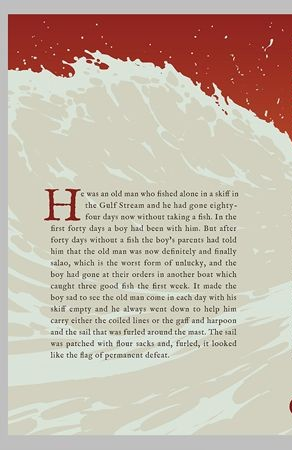 He was an old man who fished alone in a skiff in
the Gulf Stream and he had gone eighty-
four days now without taking a fish. In the
first forty days a boy had been with him. But after
forty days without a fish the boy's parents had told
him that the old man was now definitely and finally
salao, which is the worst form of unlucky, and the
boy had gone at their orders in another boat which
caught three good fish the first week. It made the
boy sad to see the old man come in each day with his
skiff empty and he always went down to help him
carry either the coiled lines or the gaff and harpoon
and the sail that was furled around the mast. The sail
was patched with flour sacks and, furled, it looked
like the flag of permanent defeat.